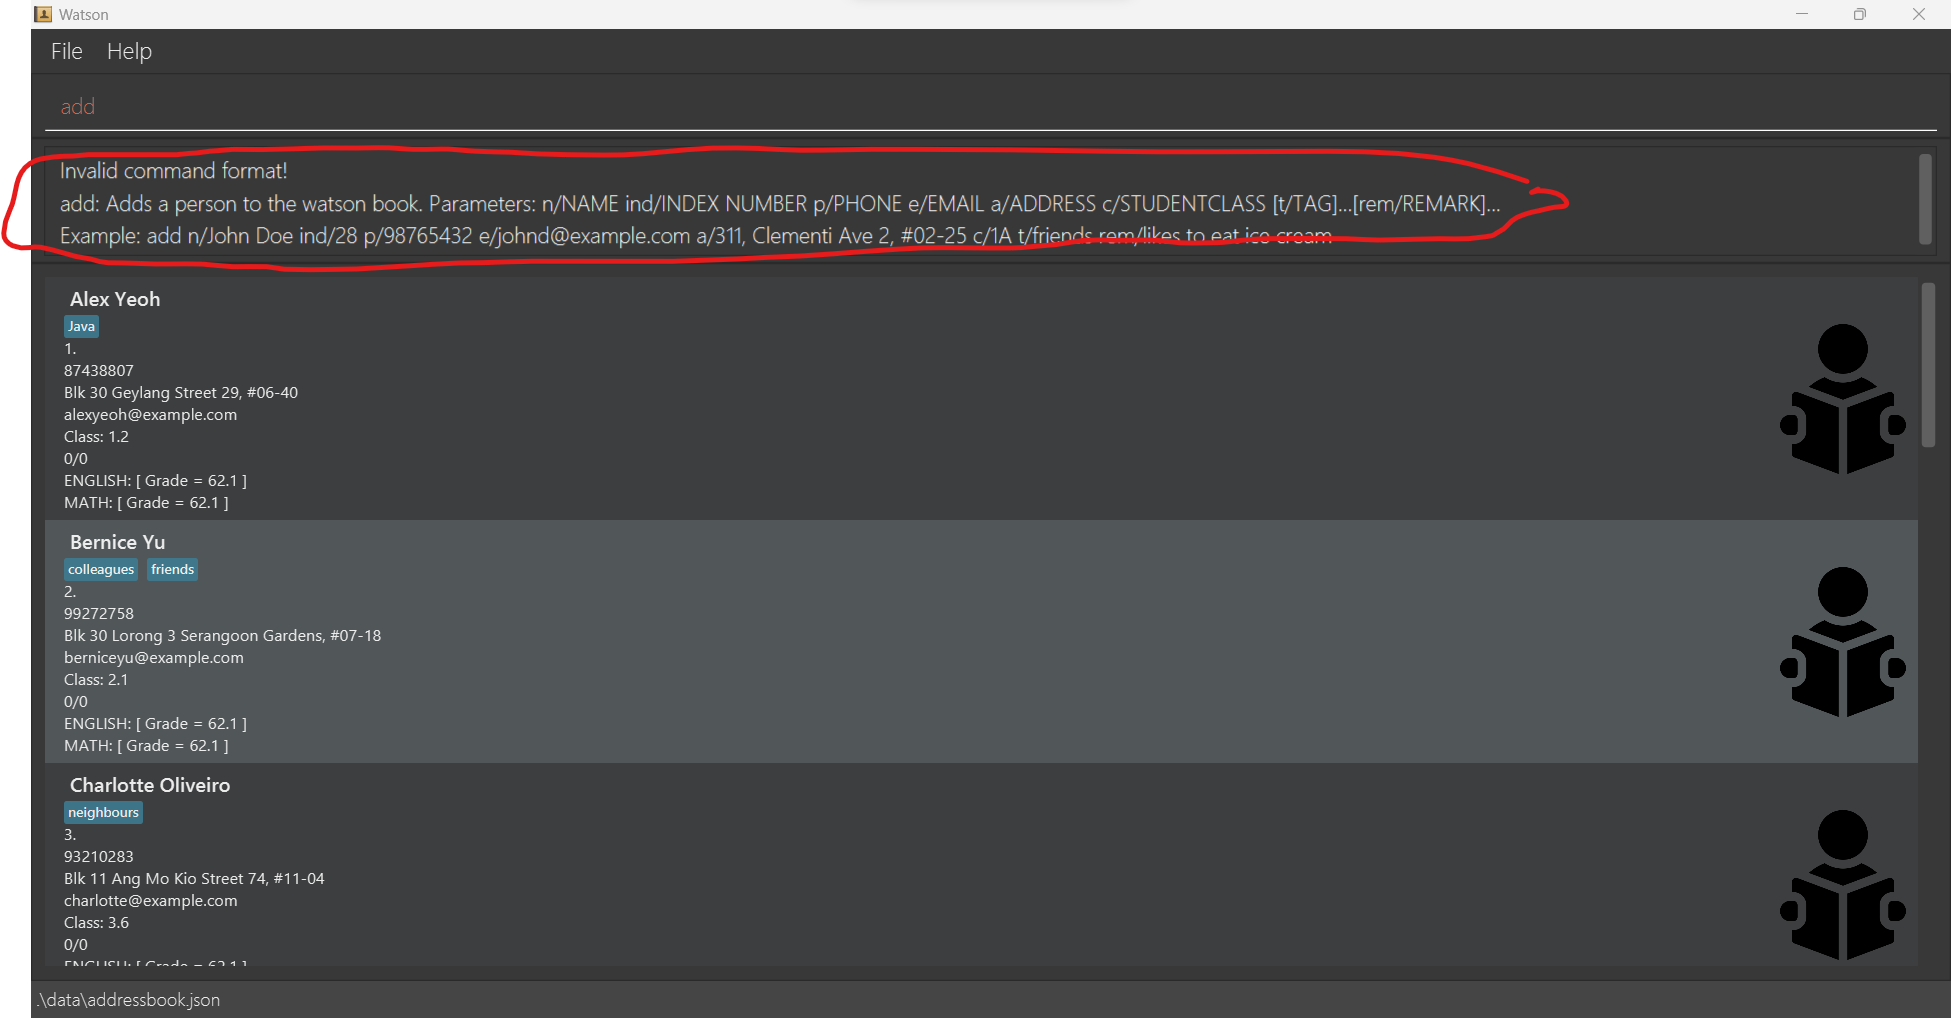 Watson
File Help
add
Invalid command format!
add: Adds a person to the watson book. Parameters: n/NAME ind/INDEX NUMBER p/PHONE e/EMAIL a/ADDRESS c/STUDENTCLASS [t/TAG]...[rem/REMARK]...
Example: add n/John Doe ind/28 p/98765432 e/johnd@example.com a/311, Clementi Ave 2, #02-25 c/1A t/friends rem/likes to eat ice cream
Alex Yeoh
Java
1.
87438807
Blk 30 Geylang Street 29, #06-40
alexyeoh@example.com
Class: 1.2
0/0
ENGLISH: [ Grade = 62.1 ]
MATH: [ Grade = 62.1 ]
Bernice Yu
colleagues friends
2.
99272758
Blk 30 Lorong 3 Serangoon Gardens, #07-18
berniceyu@example.com
Class: 2.1
0/0
ENGLISH: [ Grade = 62.1 ]
MATH: [ Grade = 62.1 ]
Charlotte Oliveiro
neighbours
3.
93210283
Blk 11 Ang Mo Kio Street 74, #11-04
charlotte@example.com
Class: 3.6
0/0
ENGLISH: [ Grade = 62.1 ]
.\data\addressbook.json